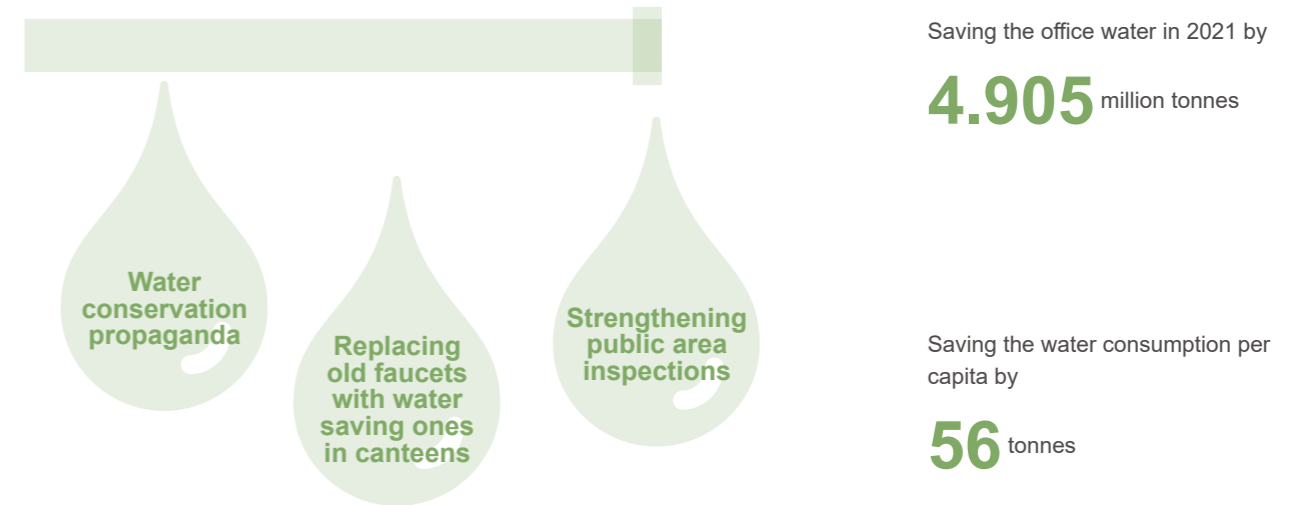 Water
conservation
propaganda
Replacing
old faucets
with water
saving ones
in canteens
Strengthening
public area
inspections
Saving the office water in 2021 by
4.905 million tonnes
Saving the water consumption per
capita by
56 tonnes